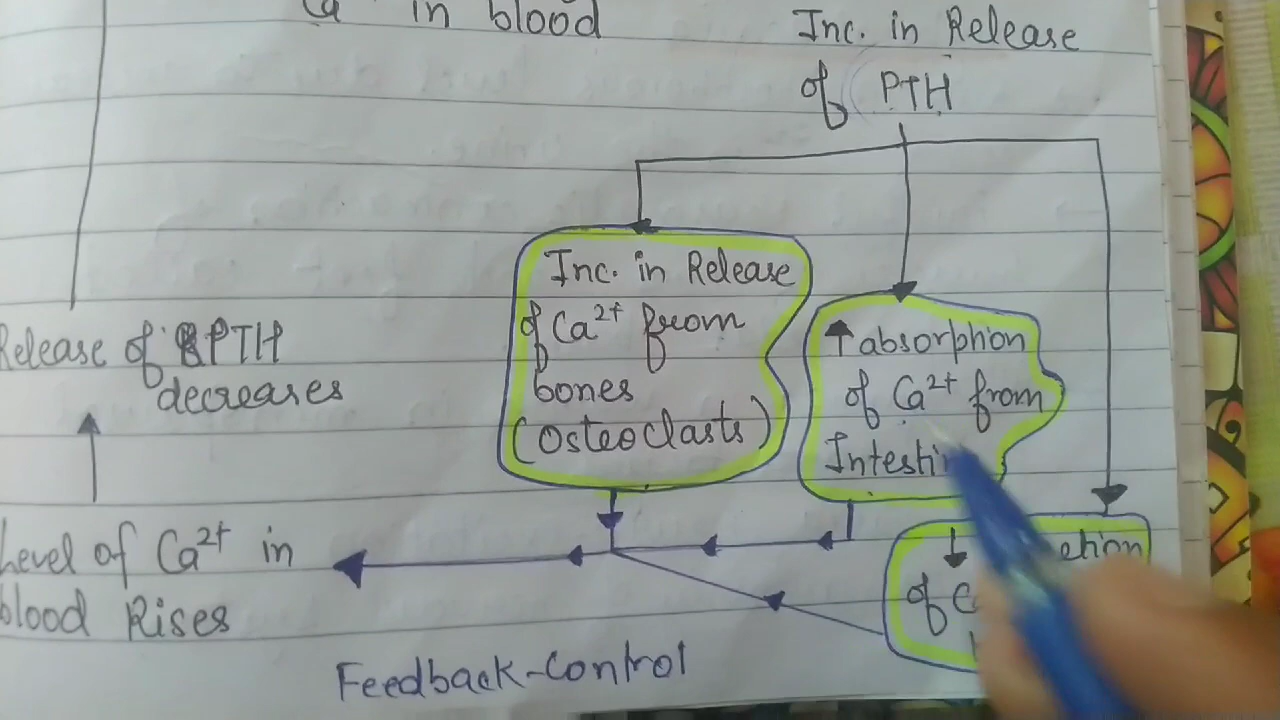 in blood
Inc. in Release
of PTH
Inc. in Release
of Ca²⁺ from
bones
(Osteoclasts)
↑ absorption
of Ca²⁺ from
Release of PTH
decreases
Level of Ca²⁺ in
blood Rises
↓
of
Feedback-Control